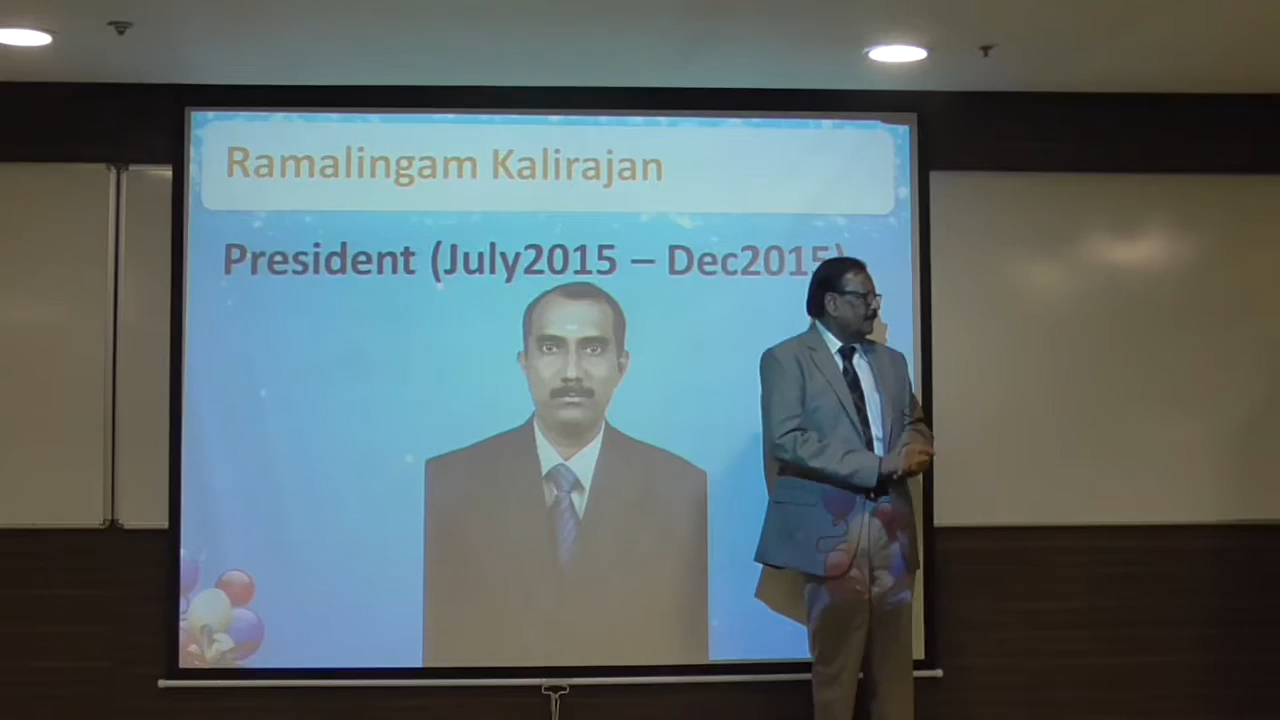 Ramalingam Kalirajan
President (July2015 – Dec2015)